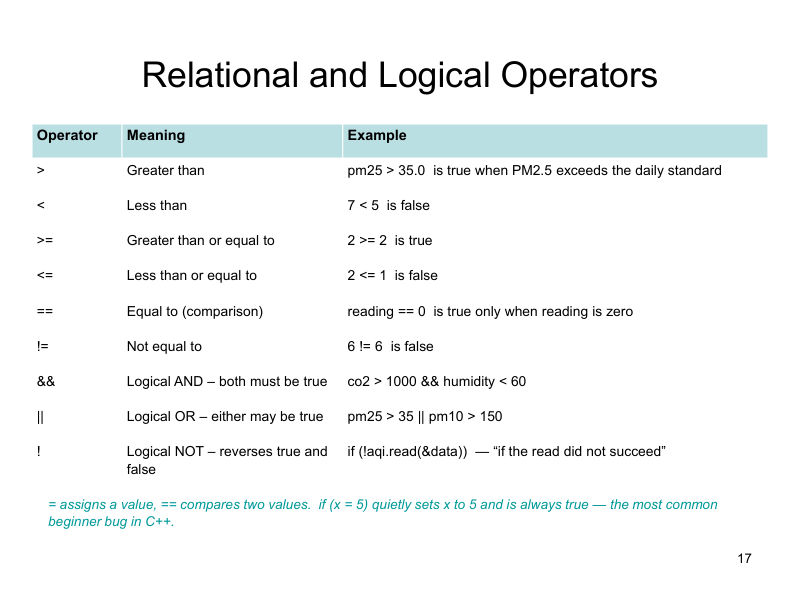 Relational and Logical Operators
Operator Meaning Example
> Greater than pm25 > 35.0  is true when PM2.5 exceeds the daily standard
< Less than 7 < 5  is false
>= Greater than or equal to 2 >= 2  is true
<= Less than or equal to 2 <= 1  is false
== Equal to (comparison) reading == 0  is true only when reading is zero
!= Not equal to 6 != 6  is false
&& Logical AND – both must be true co2 > 1000 && humidity < 60
|| Logical OR – either may be true pm25 > 35 || pm10 > 150
! Logical NOT – reverses true and if (!aqi.read(&data))  — “if the read did not succeed”
false
= assigns a value, == compares two values.  if (x = 5) quietly sets x to 5 and is always true — the most common
beginner bug in C++.
17